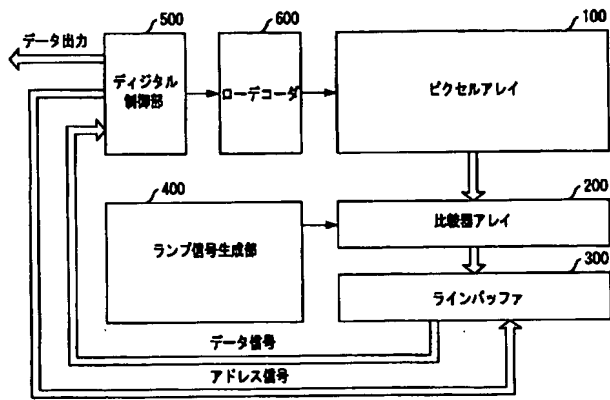 500
600
100
データ出力
ディジタル
制御部
ローデコーダ
ピクセルアレイ
400
200
ランプ信号生成部
比較器アレイ
300
ラインバッファ
データ信号
アドレス信号